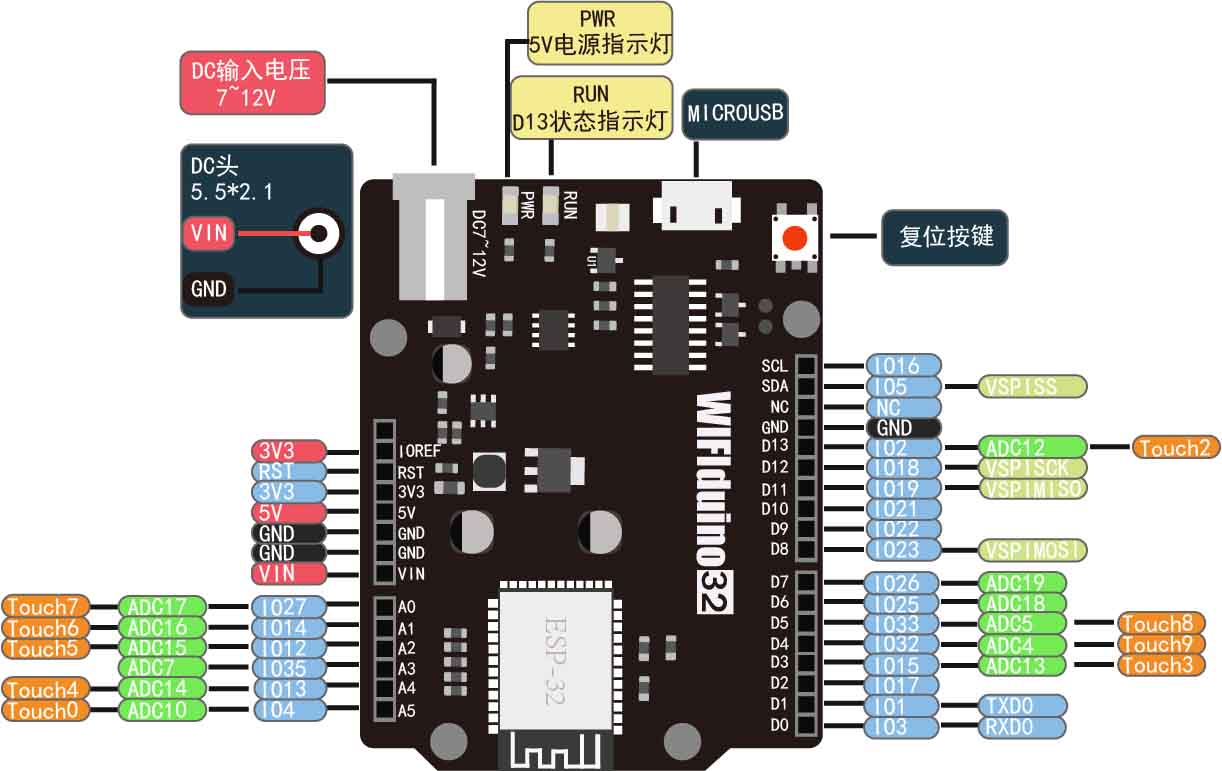 PWR
5V电源指示灯
DC输入电压
7~12V
RUN
D13状态指示灯
MICROUSB
DC头
5.5*2.1
VIN
GND
PWR
RUN
DC7~12V
U1
复位按键
WIFIduino32
ESP-32
3V3
IOREF
RST
RST
3V3
3V3
5V
5V
GND
GND
GND
GND
VIN
VIN
Touch7 ADC17 IO27 A0
Touch6 ADC16 IO14 A1
Touch5 ADC15 IO12 A2
ADC7 IO35 A3
Touch4 ADC14 IO13 A4
Touch0 ADC10 IO4 A5
SCL IO16
SDA IO5 VSPISS
NC NC
GND GND
D13 IO2 ADC12 Touch2
D12 IO18 VSPISCK
D11 IO19 VSPIMISO
D10 IO21
D9 IO22
D8 IO23 VSPIMOSI
D7 IO26 ADC19
D6 IO25 ADC18
D5 IO33 ADC5 Touch8
D4 IO32 ADC4 Touch9
D3 IO15 ADC13 Touch3
D2 IO17
D1 IO1 TXD0
D0 IO3 RXD0